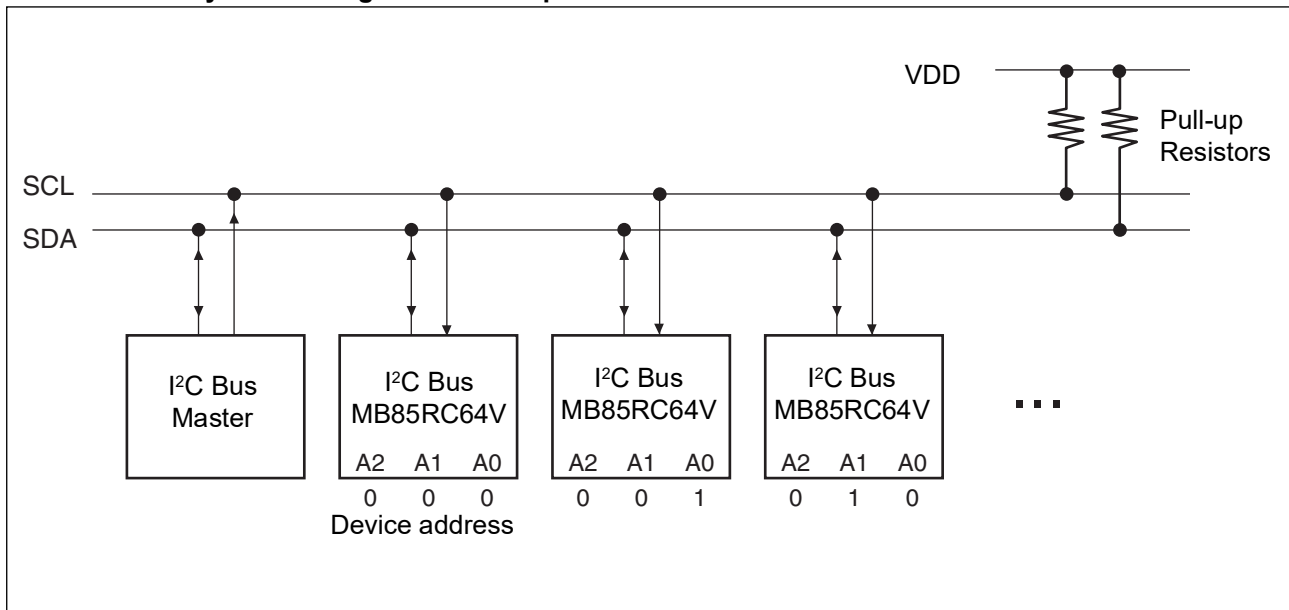 VDD
Pull-up
Resistors
SCL
SDA
I²C Bus
Master
I²C Bus
MB85RC64V
A2 A1 A0
0 0 0
Device address
I²C Bus
MB85RC64V
A2 A1 A0
0 0 1
I²C Bus
MB85RC64V
A2 A1 A0
0 1 0
...